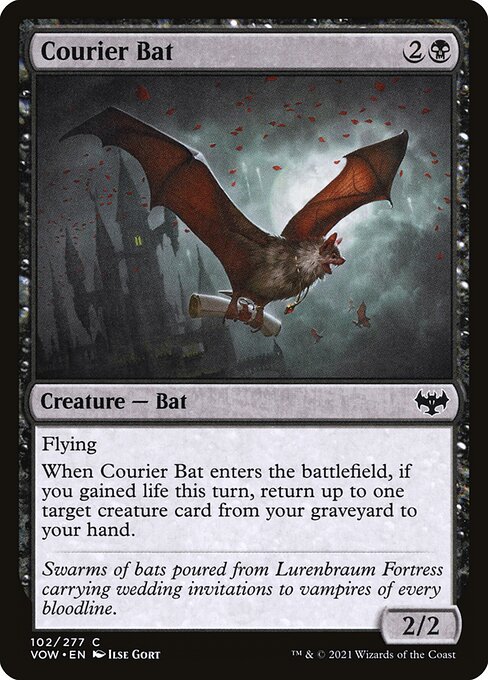 Courier Bat
2
Creature — Bat
Flying
When Courier Bat enters the battlefield, if
you gained life this turn, return up to one
target creature card from your graveyard to
your hand.
Swarms of bats poured from Lurenbraum Fortress
carrying wedding invitations to vampires of every
bloodline.
2/2
102/277 C
VOW • EN Ilse Gort
™ & © 2021 Wizards of the Coast